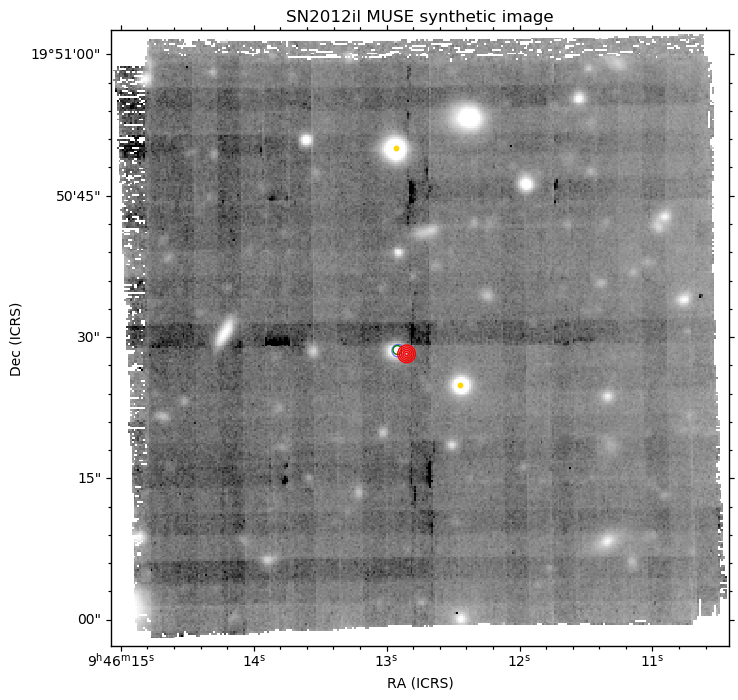 SN2012il MUSE synthetic image
19°51'00"
50'45"
30"
15"
00"
Dec (ICRS)
9ʰ46ᵐ15ˢ 14ˢ 13ˢ 12ˢ 11ˢ
RA (ICRS)